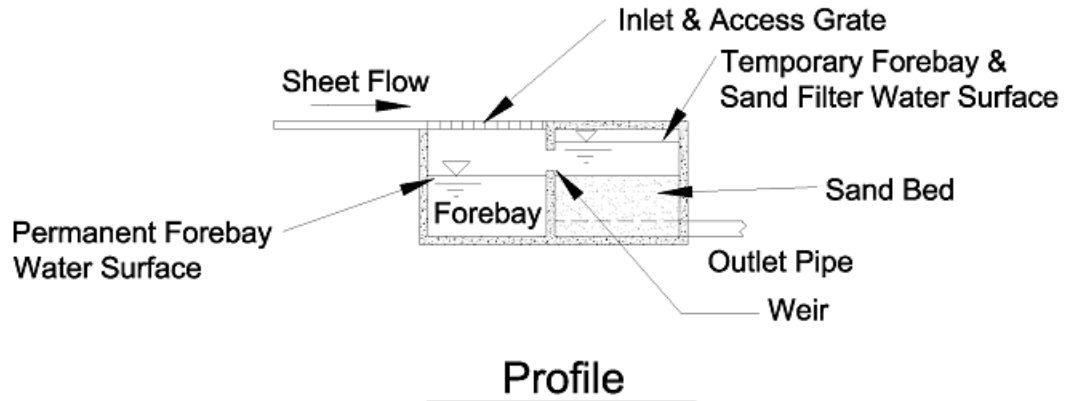 Inlet & Access Grate
Sheet Flow
Temporary Forebay &
Sand Filter Water Surface
Sand Bed
Forebay
Permanent Forebay
Water Surface
Outlet Pipe
Weir
Profile